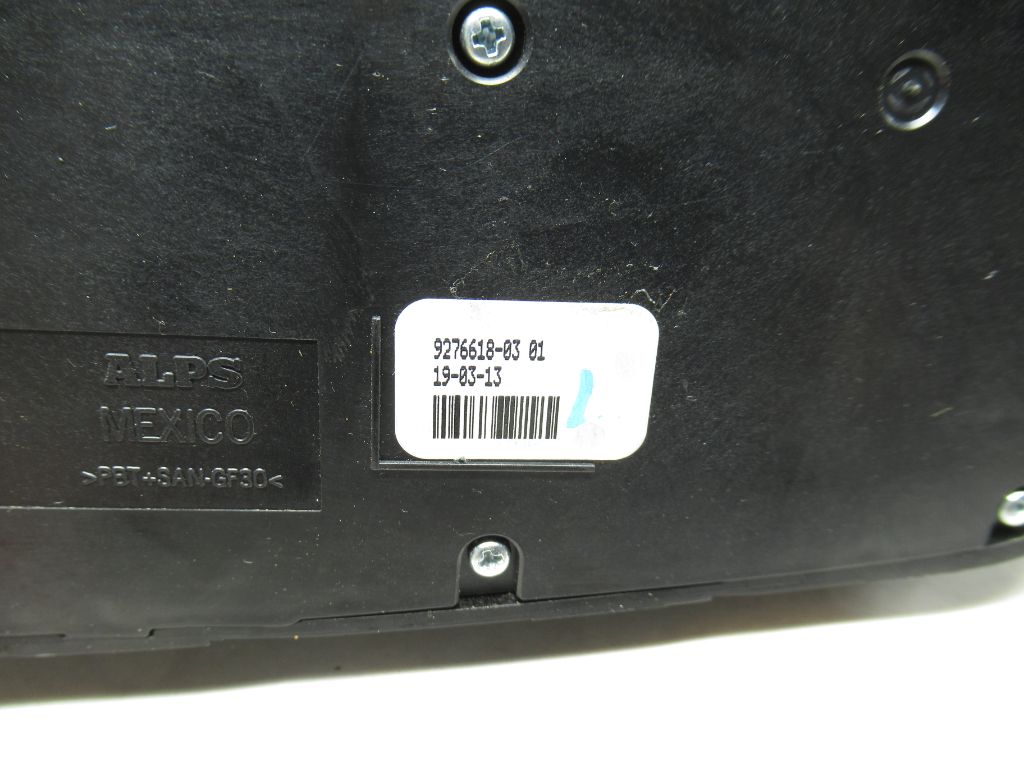 9276618-03 01
19-03-13
ALPS
MEXICO
>PBT+SAN-GF30<